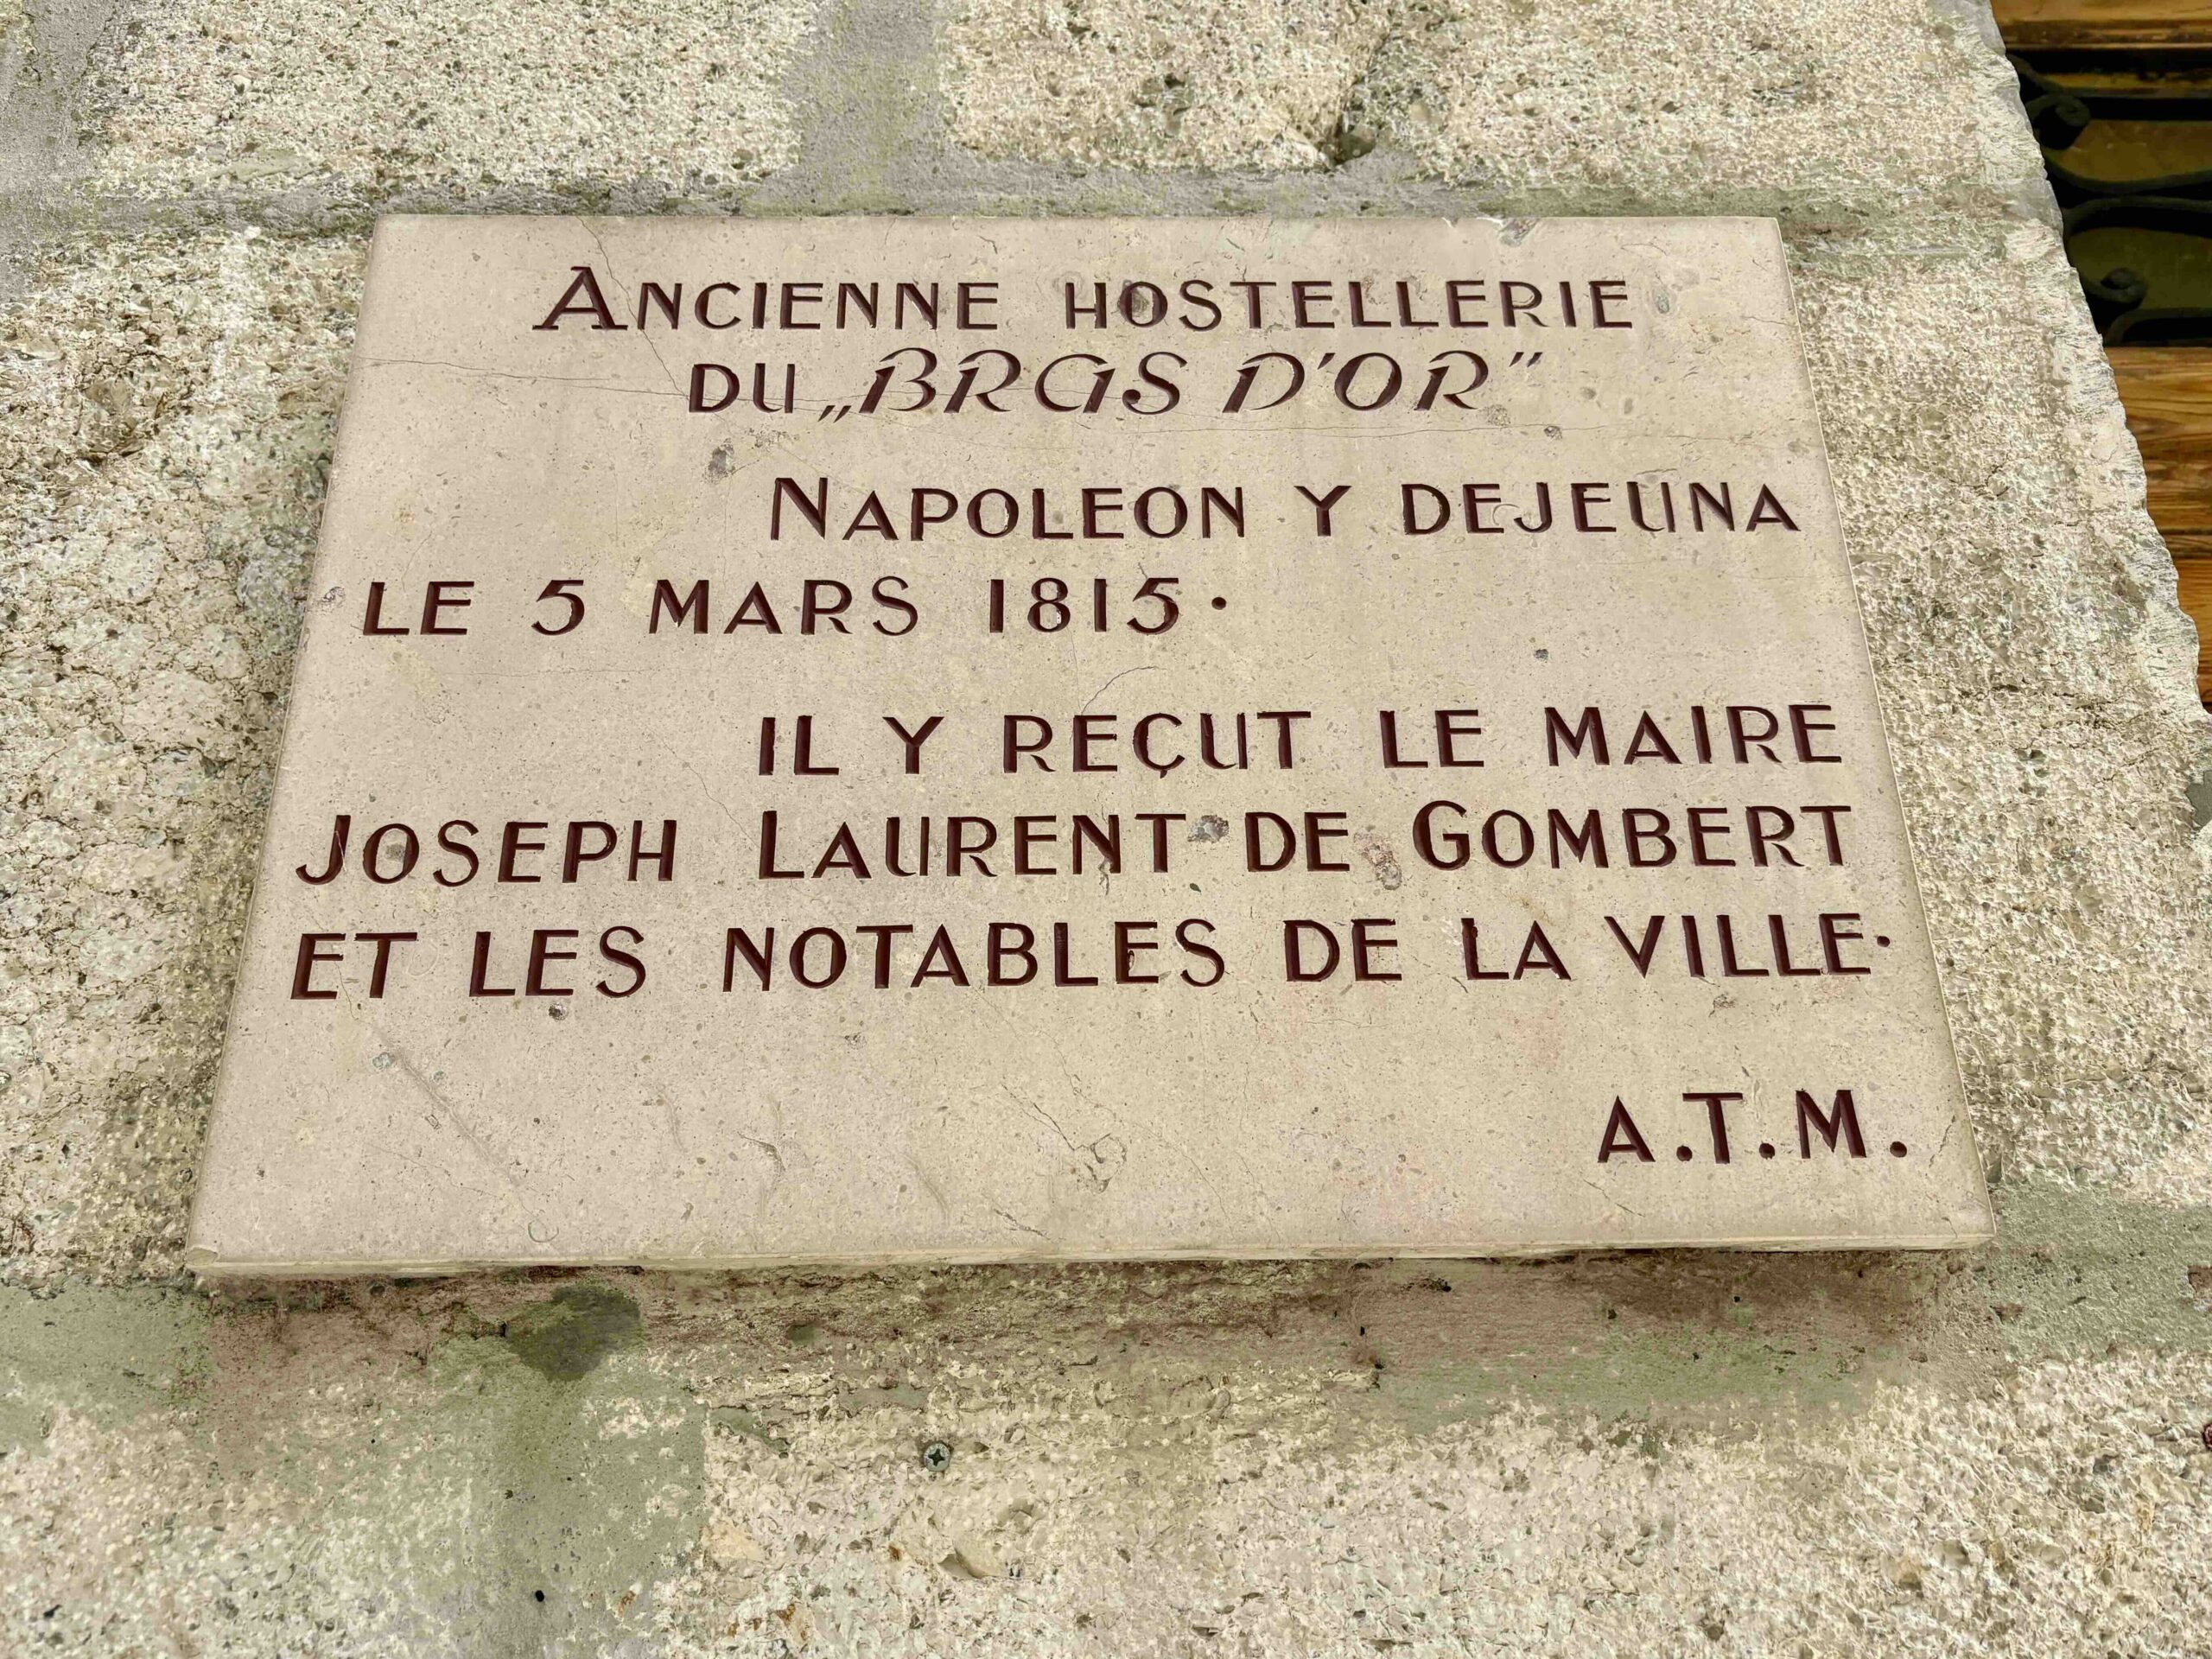 ANCIENNE HOSTELLERIE
DU „BRAS D'OR"
NAPOLEON Y DEJEUNA
LE 5 MARS 1815.
IL Y REÇUT LE MAIRE
JOSEPH LAURENT DE GOMBERT
ET LES NOTABLES DE LA VILLE.
A.T.M.